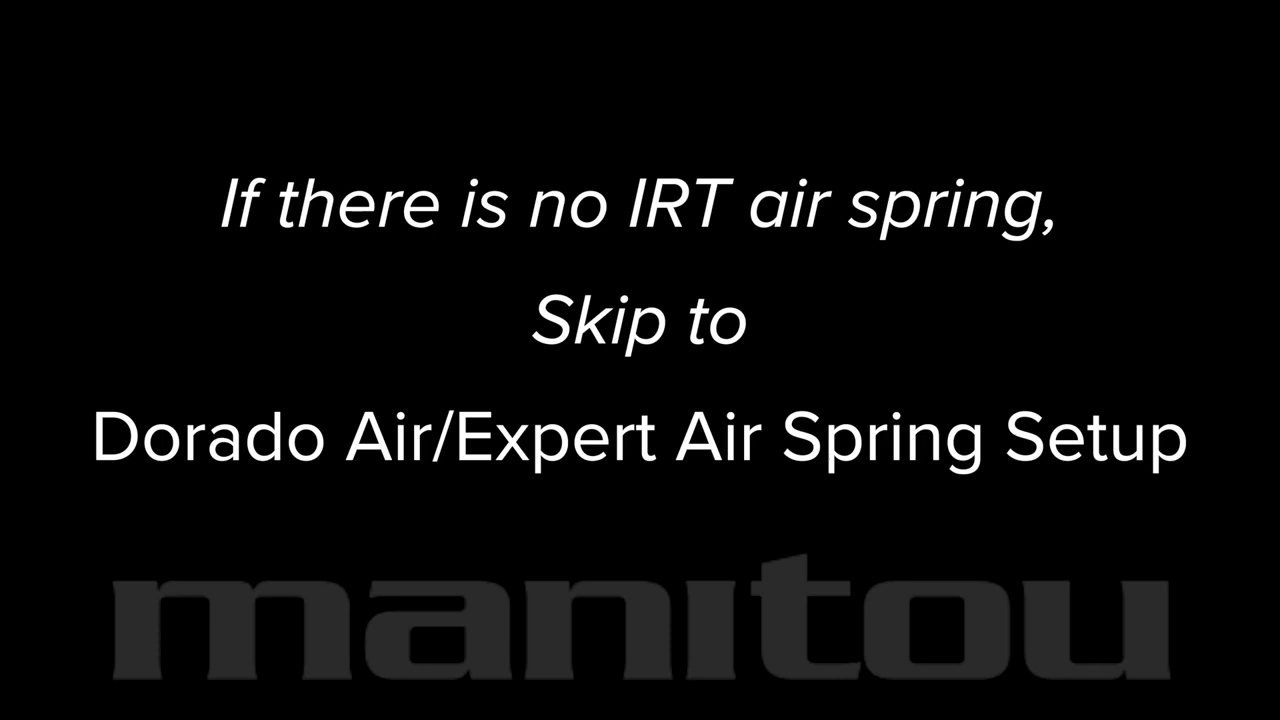 If there is no IRT air spring,
Skip to
Dorado Air/Expert Air Spring Setup
manitou